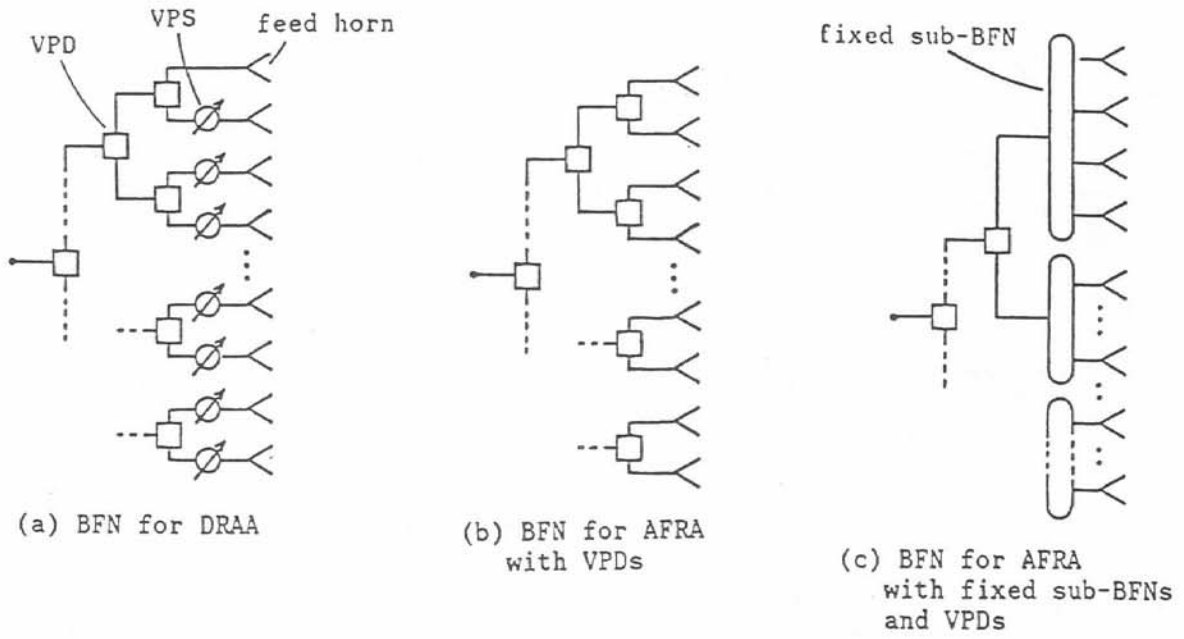 VPS
feed horn
VPD
fixed sub-BFN
(a) BFN for DRAA
(b) BFN for AFRA
with VPDs
(c) BFN for AFRA
with fixed sub-BFNs
and VPDs